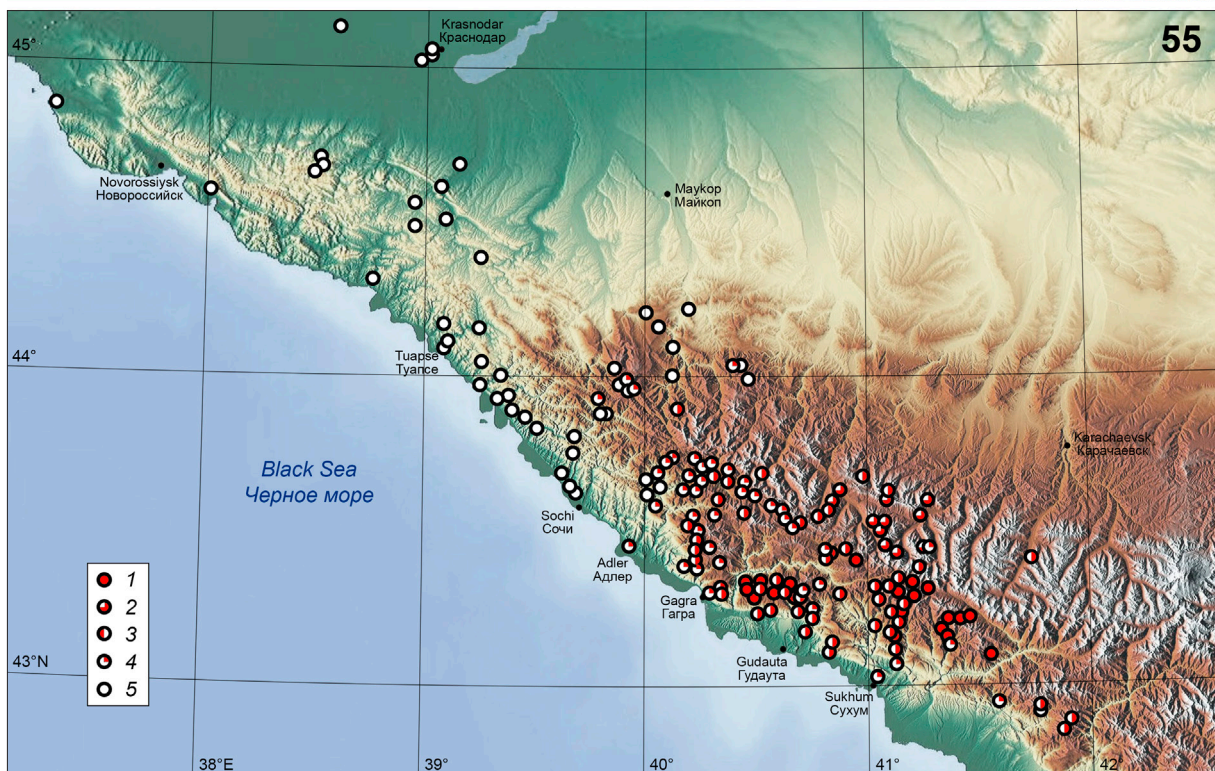 55
Krasnodar
Краснодар
45°
Novorossiysk
Новороссийск
Maykop
Майкоп
44°
Tuapse
Туапсе
Karachaevsk
Карачаевск
Black Sea
Черное море
Sochi
Сочи
Adler
Адлер
1
2
3
4
5
Gagra
Гагра
43°N
Gudauta
Гудаута
Sukhum
Сухум
38°E
39°
40°
41°
42°